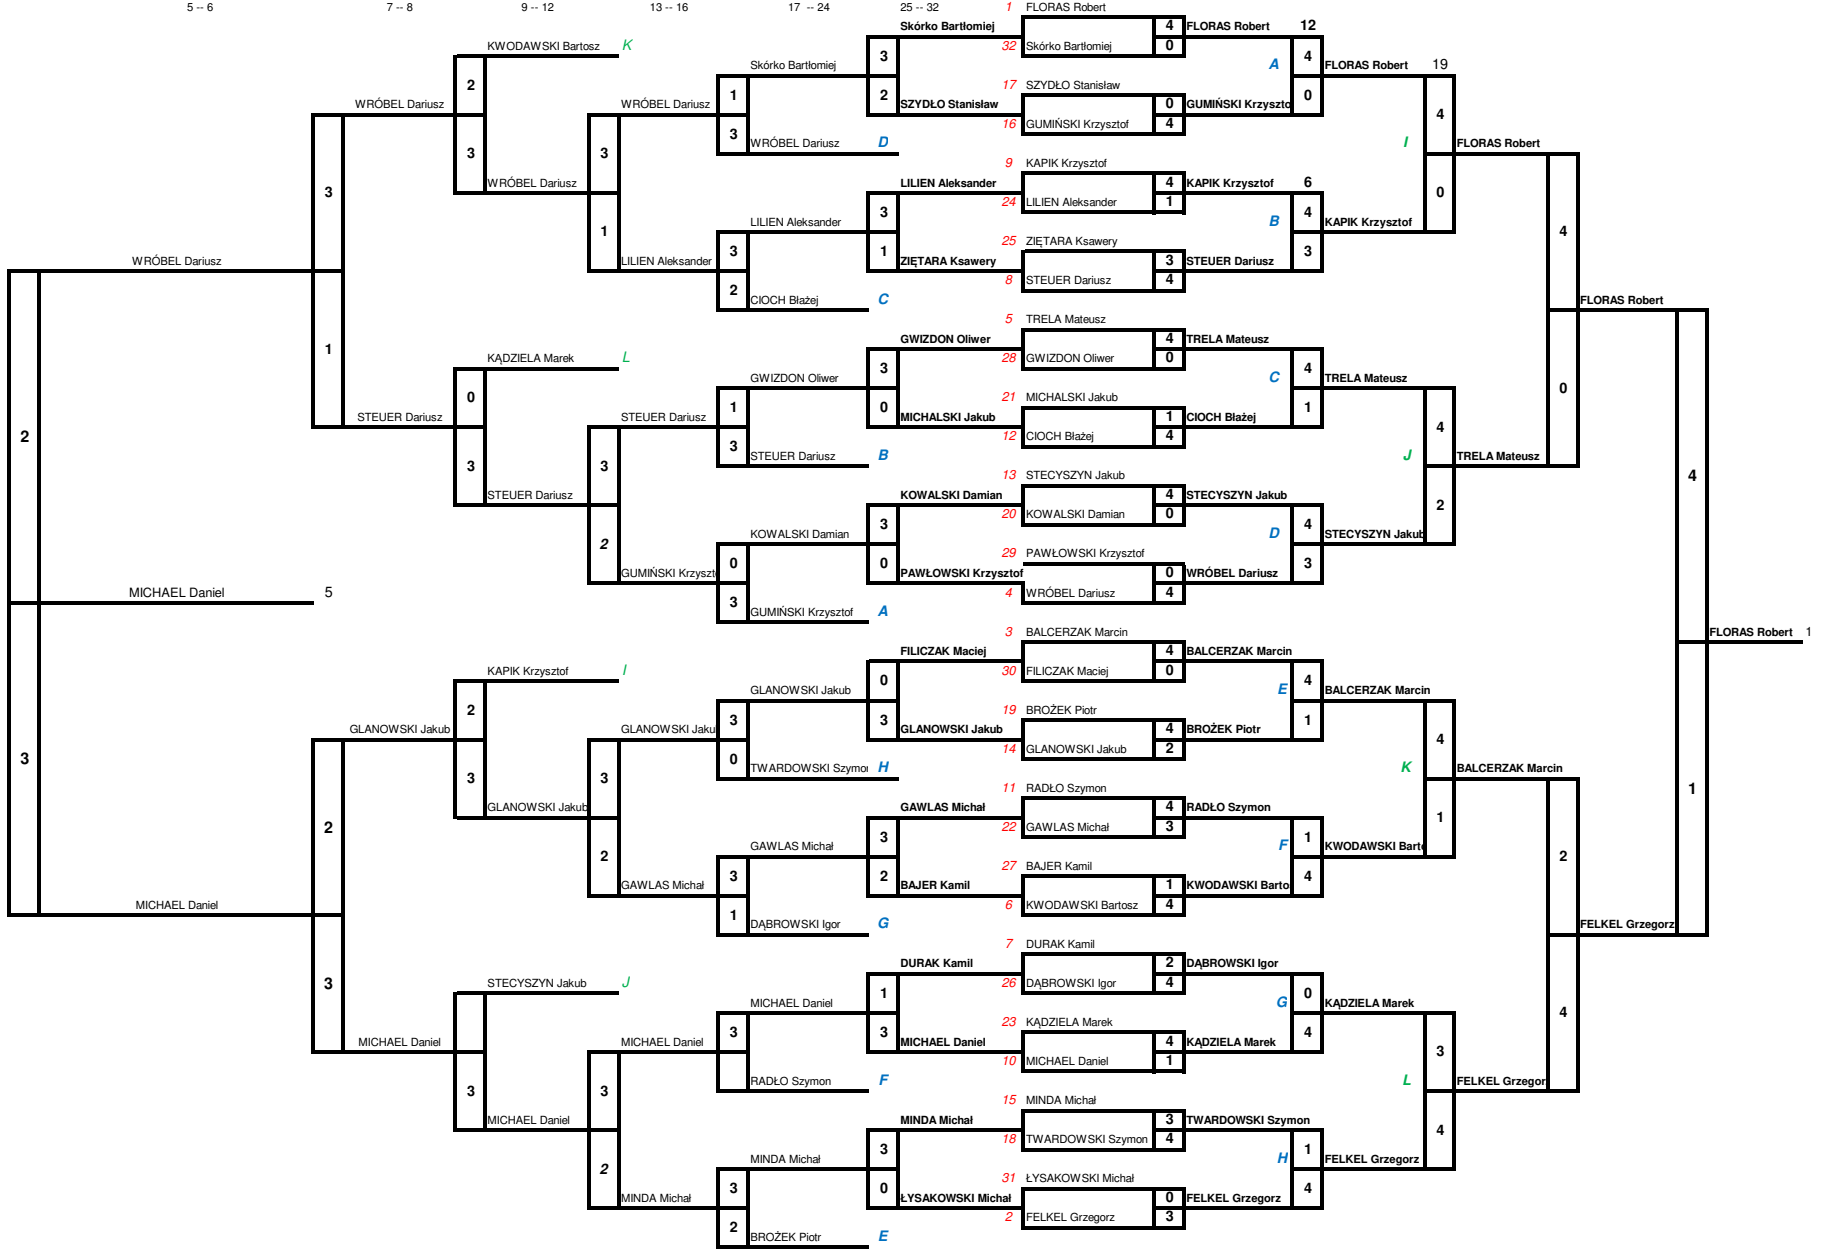 5 -- 6 7 -- 8 9 -- 12 13 -- 16 17 -- 24 25 -- 32 1 FLORAS Robert
Skórko Bartłomiej 4 FLORAS Robert 12
KWODAWSKI Bartosz K 32 Skórko Bartłomiej 0
3 4
Skórko Bartłomiej A FLORAS Robert 19
2 17 SZYDŁO Stanisław
1 2 0
WRÓBEL Dariusz WRÓBEL Dariusz SZYDŁO Stanisław 0 GUMIŃSKI Krzyszto
4
16 GUMIŃSKI Krzysztof 4
3
WRÓBEL Dariusz D I FLORAS Robert
3 3
9 KAPIK Krzysztof
WRÓBEL Dariusz LILIEN Aleksander 4 KAPIK Krzysztof 6
3 0
24 LILIEN Aleksander 1
3 4
LILIEN Aleksander B KAPIK Krzysztof
1 4
25 ZIĘTARA Ksawery
3 1 3
WRÓBEL Dariusz LILIEN Aleksander ZIĘTARA Ksawery 3 STEUER Dariusz
8 STEUER Dariusz 4
2
CIOCH Błażej C FLORAS Robert
5 TRELA Mateusz
GWIZDON Oliwer 4 TRELA Mateusz
1
KĄDZIELA Marek L 28 GWIZDON Oliwer 0
3 4
GWIZDON Oliwer C TRELA Mateusz
0
0 21 MICHALSKI Jakub
1 0 1
STEUER Dariusz STEUER Dariusz MICHALSKI Jakub 1 CIOCH Błażej
4
2 12 CIOCH Błażej 4
3
STEUER Dariusz B J TRELA Mateusz
3 3
13 STECYSZYN Jakub 4
STEUER Dariusz KOWALSKI Damian 4 STECYSZYN Jakub
2
20 KOWALSKI Damian 0
3 4
KOWALSKI Damian D STECYSZYN Jakub
2
29 PAWŁOWSKI Krzysztof
0 0 3
GUMIŃSKI Krzyszt PAWŁOWSKI Krzysztof 0 WRÓBEL Dariusz
MICHAEL Daniel 5 4 WRÓBEL Dariusz 4
3
GUMIŃSKI Krzysztof A
3 BALCERZAK Marcin FLORAS Robert 1
FILICZAK Maciej 4 BALCERZAK Marcin
KAPIK Krzysztof I 30 FILICZAK Maciej 0
0 4
GLANOWSKI Jakub E BALCERZAK Marcin
2 19 BROŻEK Piotr
3 3 1
GLANOWSKI Jakub GLANOWSKI Jaku GLANOWSKI Jakub 4 BROŻEK Piotr
4
14 GLANOWSKI Jakub 2
3 0
TWARDOWSKI Szymo H K BALCERZAK Marcin
3 3
11 RADŁO Szymon 1
GLANOWSKI Jakub GAWLAS Michał 4 RADŁO Szymon
1
2 22 GAWLAS Michał 3
3 1
GAWLAS Michał F KWODAWSKI Bart
2 2
27 BAJER Kamil
3 2 4
GAWLAS Michał BAJER Kamil 1 KWODAWSKI Barto
MICHAEL Daniel 6 KWODAWSKI Bartosz 4
1
DĄBROWSKI Igor G FELKEL Grzegorz
7 DURAK Kamil
DURAK Kamil 2 DĄBROWSKI Igor
3 STECYSZYN Jakub J 26 DĄBROWSKI Igor 4
1 0
MICHAEL Daniel G KĄDZIELA Marek
4
23 KĄDZIELA Marek
3 3 4
MICHAEL Daniel MICHAEL Daniel MICHAEL Daniel 4 KĄDZIELA Marek
3
10 MICHAEL Daniel 1
RADŁO Szymon F L FELKEL Grzegor
3 3
15 MINDA Michał
MICHAEL Daniel MINDA Michał 3 TWARDOWSKI Szymon
4
18 TWARDOWSKI Szymon 4
3 1
MINDA Michał H FELKEL Grzegorz
2
31 ŁYSAKOWSKI Michał
3 0 4
MINDA Michał ŁYSAKOWSKI Michał 0 FELKEL Grzegorz
2 FELKEL Grzegorz 3
2
BROŻEK Piotr E